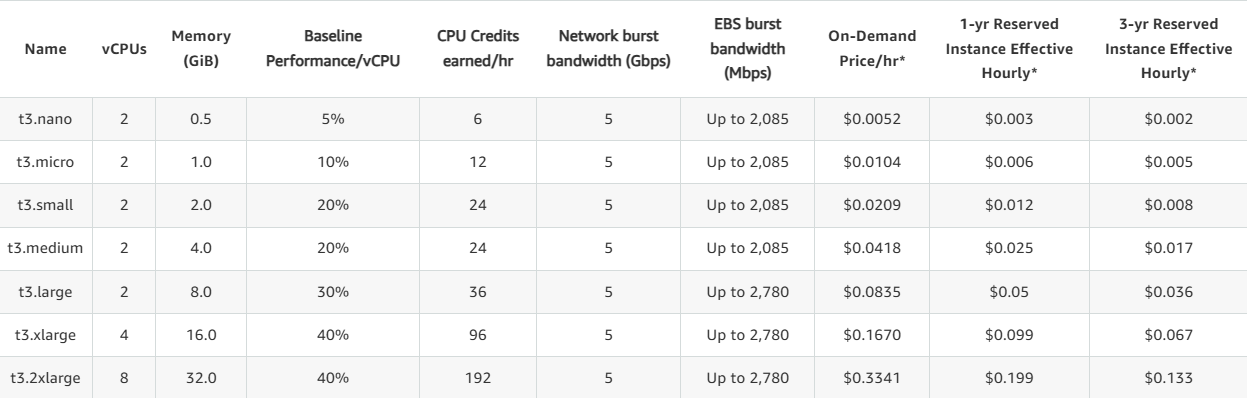 Name vCPUs Memory (GiB) Baseline Performance/vCPU CPU Credits earned/hr Network burst bandwidth (Gbps) EBS burst bandwidth (Mbps) On-Demand Price/hr* 1-yr Reserved Instance Effective Hourly* 3-yr Reserved Instance Effective Hourly*
t3.nano 2 0.5 5% 6 5 Up to 2,085 $0.0052 $0.003 $0.002
t3.micro 2 1.0 10% 12 5 Up to 2,085 $0.0104 $0.006 $0.005
t3.small 2 2.0 20% 24 5 Up to 2,085 $0.0209 $0.012 $0.008
t3.medium 2 4.0 20% 24 5 Up to 2,085 $0.0418 $0.025 $0.017
t3.large 2 8.0 30% 36 5 Up to 2,780 $0.0835 $0.05 $0.036
t3.xlarge 4 16.0 40% 96 5 Up to 2,780 $0.1670 $0.099 $0.067
t3.2xlarge 8 32.0 40% 192 5 Up to 2,780 $0.3341 $0.199 $0.133